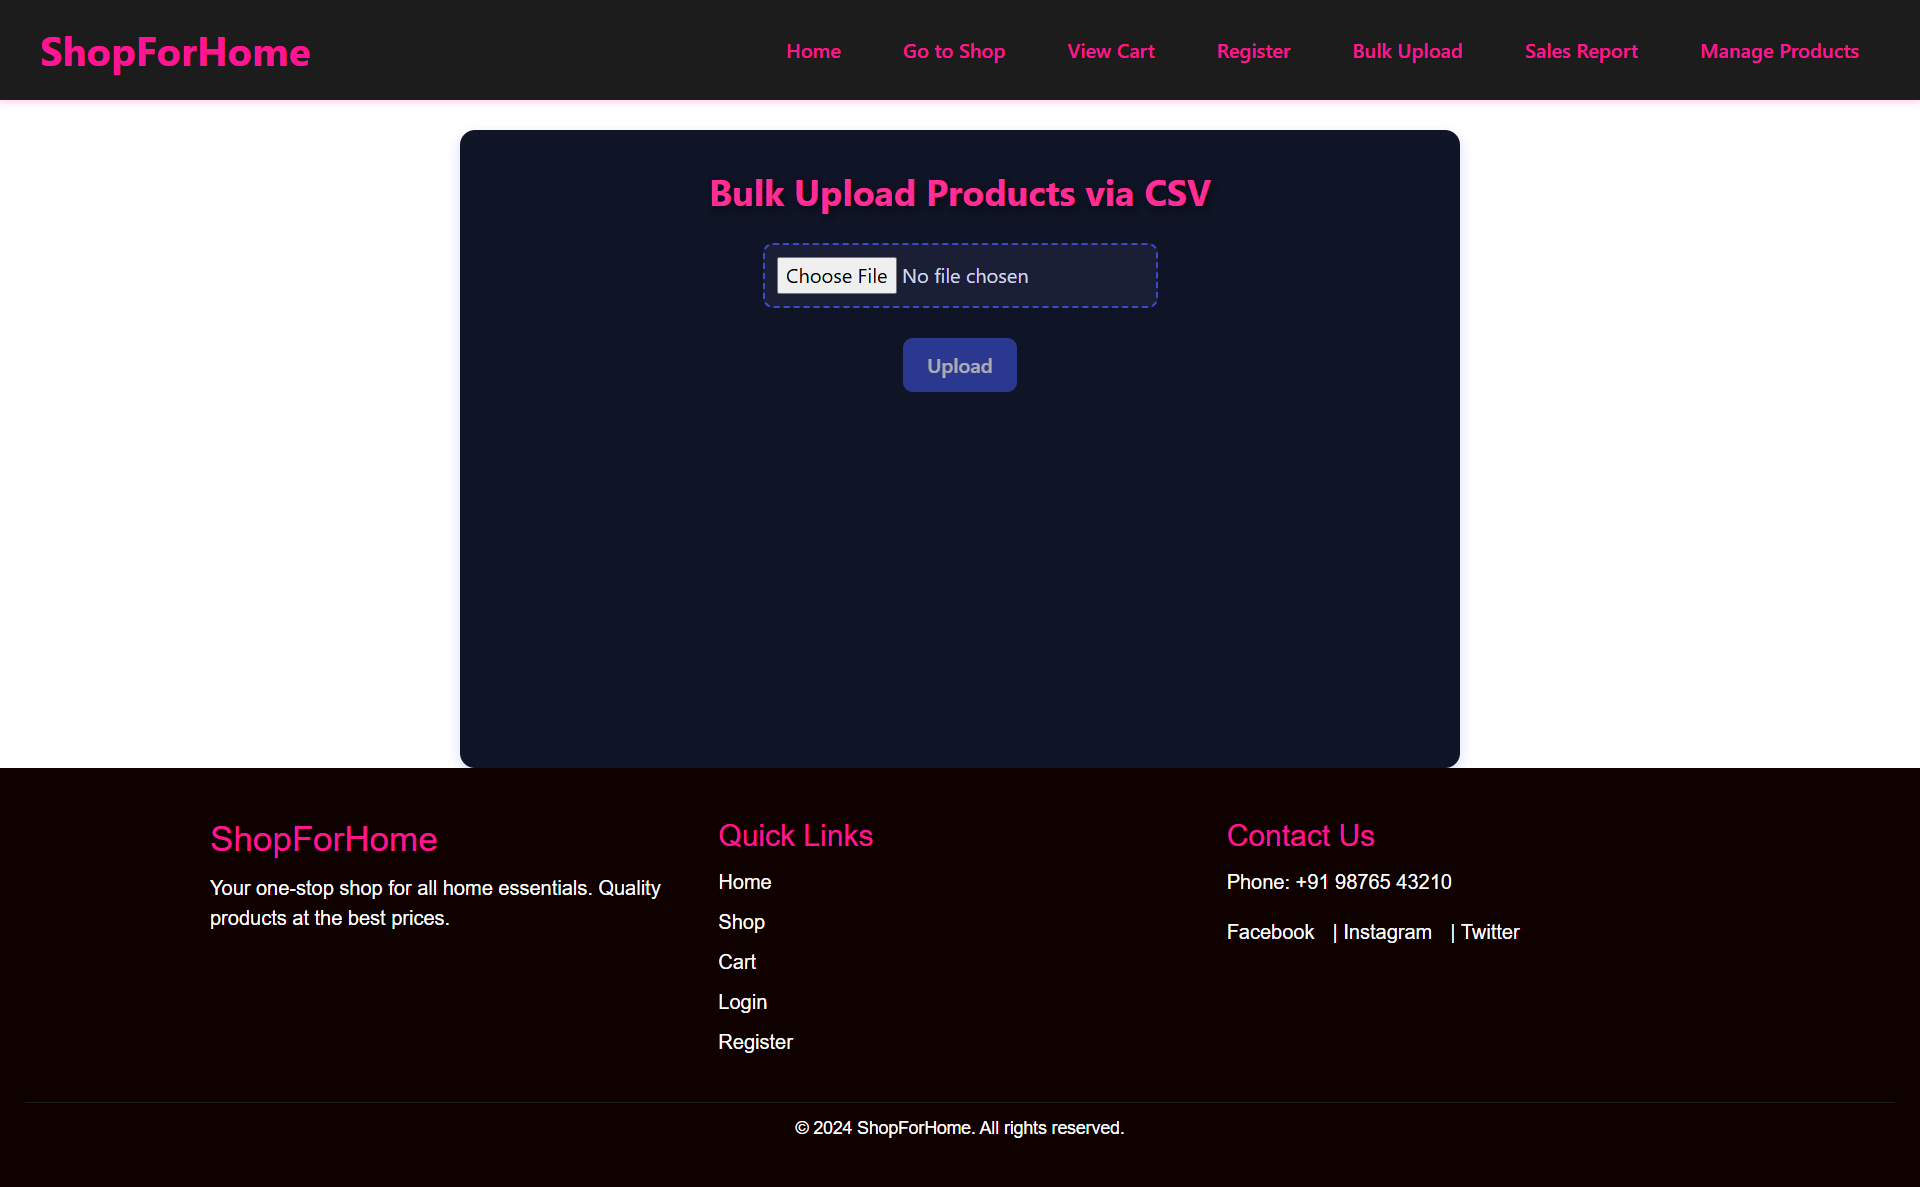 ShopForHome
Home
Go to Shop
View Cart
Register
Bulk Upload
Sales Report
Manage Products
Bulk Upload Products via CSV
Choose File No file chosen
Upload
ShopForHome
Your one-stop shop for all home essentials. Quality
products at the best prices.
Quick Links
Home
Shop
Cart
Login
Register
Contact Us
Phone: +91 98765 43210
Facebook | Instagram | Twitter
© 2024 ShopForHome. All rights reserved.